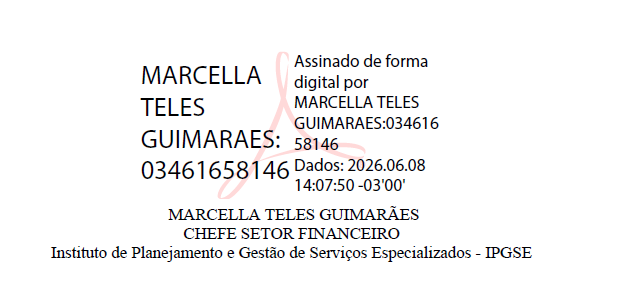 MARCELLA
TELES
GUIMARAES:
03461658146
Assinado de forma
digital por
MARCELLA TELES
GUIMARAES:034616
58146
Dados: 2026.06.08
14:07:50 -03'00'
MARCELLA TELES GUIMARÃES
CHEFE SETOR FINANCEIRO
Instituto de Planejamento e Gestão de Serviços Especializados - IPGSE